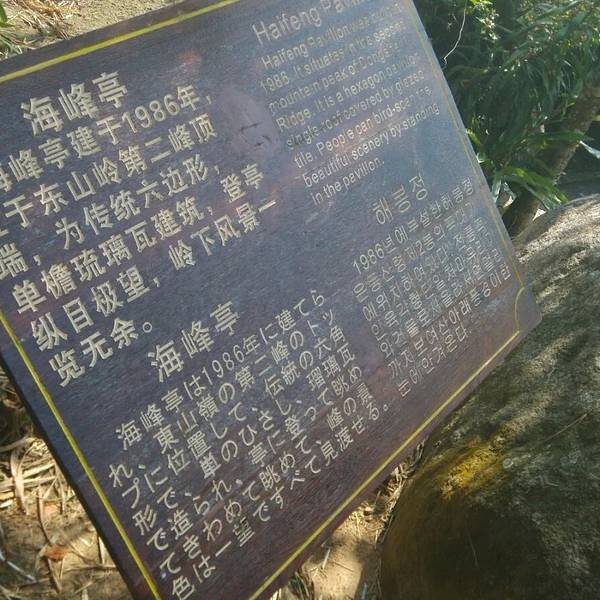 海峰亭
海峰亭建于1986年，
于东山岭第二峰顶
端，为传统六边形，
单檐琉璃瓦建筑，登亭
纵目极望，岭下风景一
览无余。
Haifeng Pavilion
Haifeng Pavilion was built in
1986. It situates in the second
mountain peak of Dongshan
Ridge. It is a hexagon pavilion
single roof covered by glazed
tile. People can bird-scan the
beautiful scenery by standing
in the pavilion.
海峰亭
海峰亭は1986年に建てら
れ、東山嶺の第二峰のトッ
プに位置して、伝統の六角
形で、単のひさし、瑠璃瓦
で造られ、亭に登って眺め
てきわめて眺めて、峰の景
色は一望ですべて見渡せる。
해봉정
1986년에